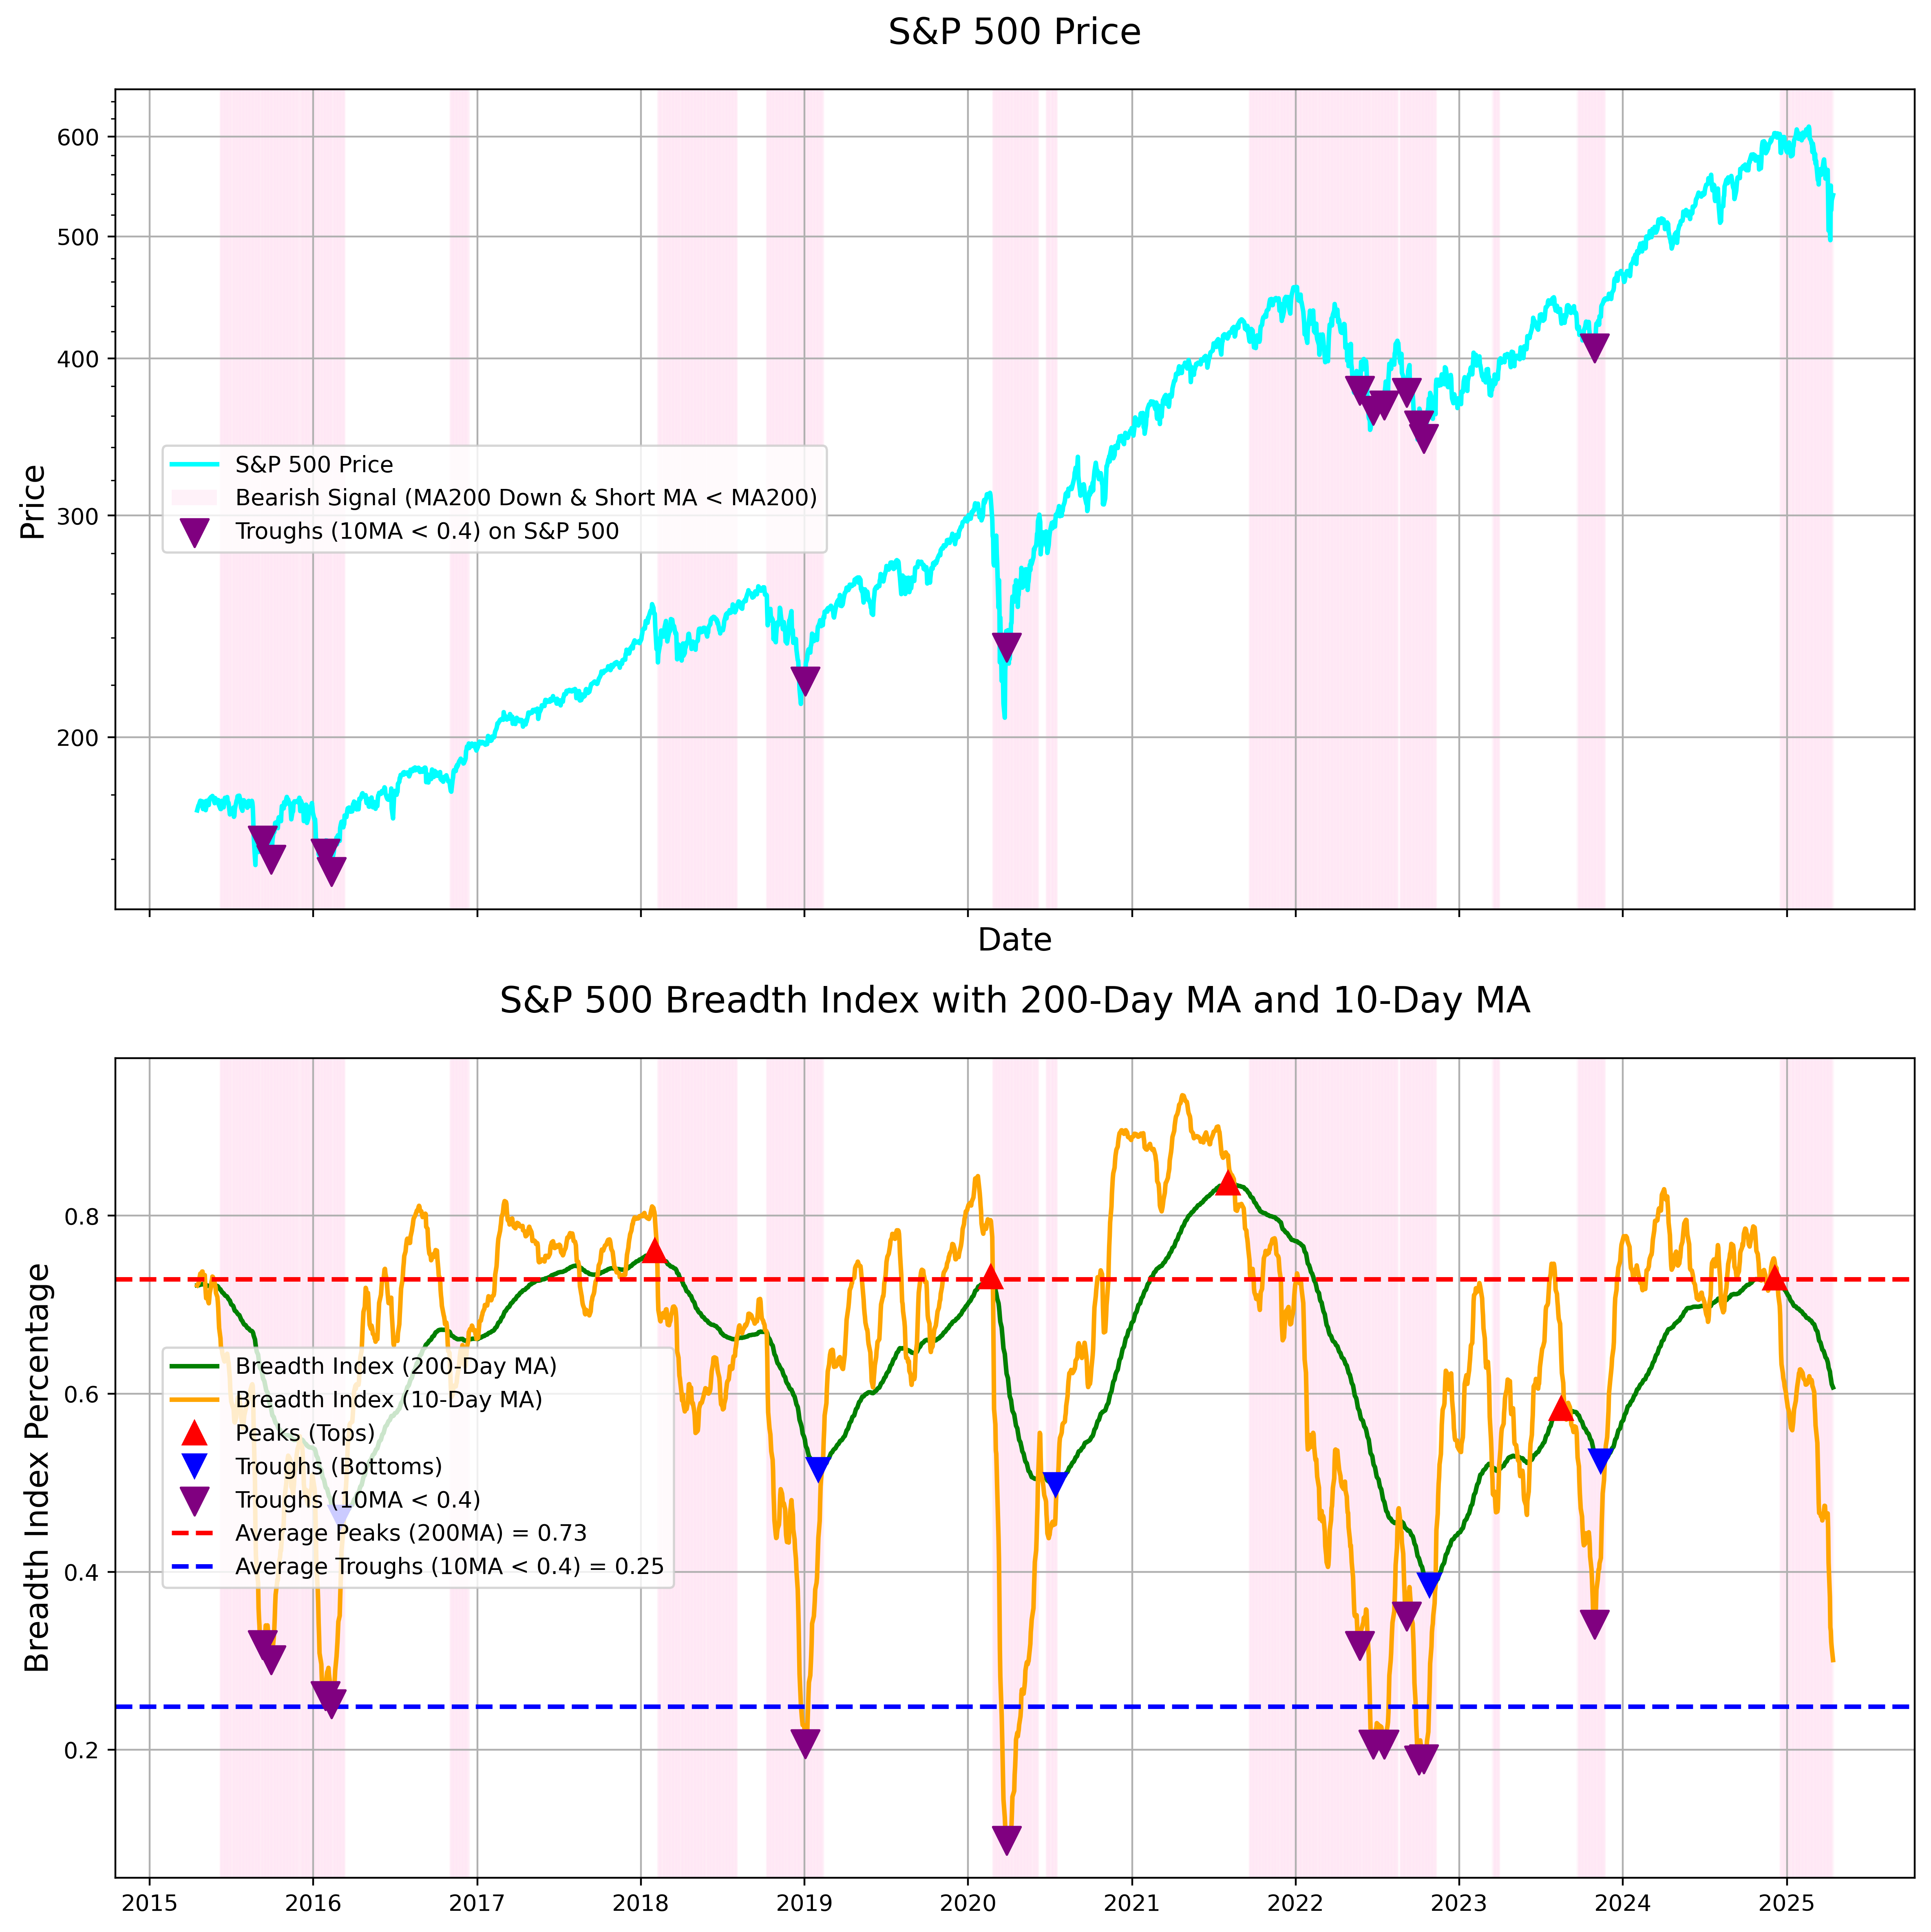 S&P 500 Price
Price
600
500
400
300
200
S&P 500 Price
Bearish Signal (MA200 Down & Short MA < MA200)
Troughs (10MA < 0.4) on S&P 500
Date
S&P 500 Breadth Index with 200-Day MA and 10-Day MA
Breadth Index Percentage
0.8
0.6
0.4
0.2
Breadth Index (200-Day MA)
Breadth Index (10-Day MA)
Peaks (Tops)
Troughs (Bottoms)
Troughs (10MA < 0.4)
Average Peaks (200MA) = 0.73
Average Troughs (10MA < 0.4) = 0.25
2015 2016 2017 2018 2019 2020 2021 2022 2023 2024 2025